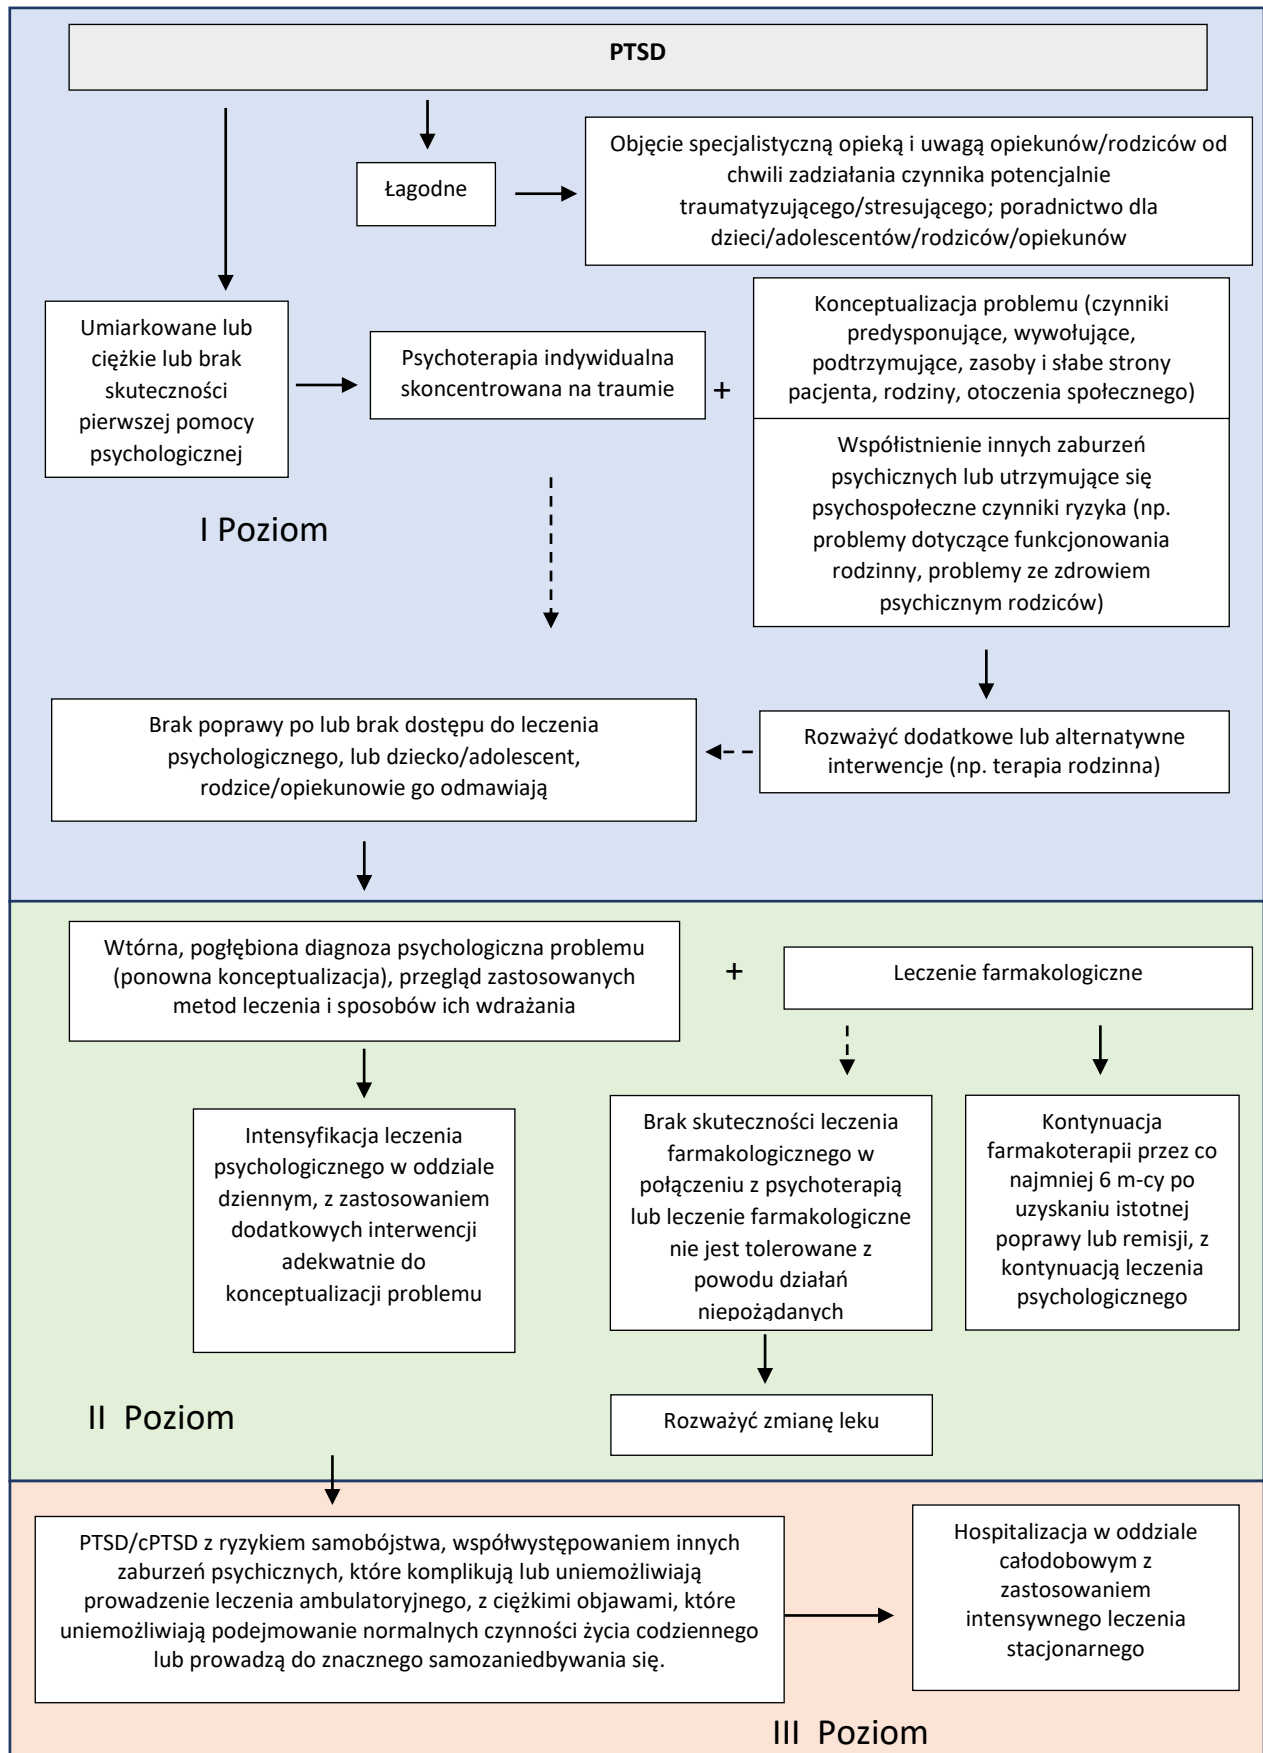 PTSD
Łagodne
Objęcie specjalistyczną opieką i uwagą opiekunów/rodziców od
chwili zadziałania czynnika potencjalnie
traumatyzującego/stresującego; poradnictwo dla
dzieci/adolescentów/rodziców/opiekunów
Umiarkowane lub
ciężkie lub brak
skuteczności
pierwszej pomocy
psychologicznej
Psychoterapia indywidualna
skoncentrowana na traumie
+
Konceptualizacja problemu (czynniki
predysponujące, wywołujące,
podtrzymujące, zasoby i słabe strony
pacjenta, rodziny, otoczenia społecznego)
Współistnienie innych zaburzeń
psychicznych lub utrzymujące się
psychospołeczne czynniki ryzyka (np.
problemy dotyczące funkcjonowania
rodzinny, problemy ze zdrowiem
psychicznym rodziców)
I Poziom
Brak poprawy po lub brak dostępu do leczenia
psychologicznego, lub dziecko/adolescent,
rodzice/opiekunowie go odmawiają
Rozważyć dodatkowe lub alternatywne
interwencje (np. terapia rodzinna)
Wtórna, pogłębiona diagnoza psychologiczna problemu
(ponowna konceptualizacja), przegląd zastosowanych
metod leczenia i sposobów ich wdrażania
+
Leczenie farmakologiczne
Intensyfikacja leczenia
psychologicznego w oddziale
dziennym, z zastosowaniem
dodatkowych interwencji
adekwatnie do
konceptualizacji problemu
Brak skuteczności leczenia
farmakologicznego w
połączeniu z psychoterapią
lub leczenie farmakologiczne
nie jest tolerowane z
powodu działań
niepożądanych
Kontynuacja
farmakoterapii przez co
najmniej 6 m-cy po
uzyskaniu istotnej
poprawy lub remisji, z
kontynuacją leczenia
psychologicznego
Rozważyć zmianę leku
II Poziom
PTSD/cPTSD z ryzykiem samobójstwa, współwystępowaniem innych
zaburzeń psychicznych, które komplikują lub uniemożliwiają
prowadzenie leczenia ambulatoryjnego, z ciężkimi objawami, które
uniemożliwiają podejmowanie normalnych czynności życia codziennego
lub prowadzą do znacznego samozaniedbywania się.
Hospitalizacja w oddziale
całodobowym z
zastosowaniem
intensywnego leczenia
stacjonarnego
III Poziom